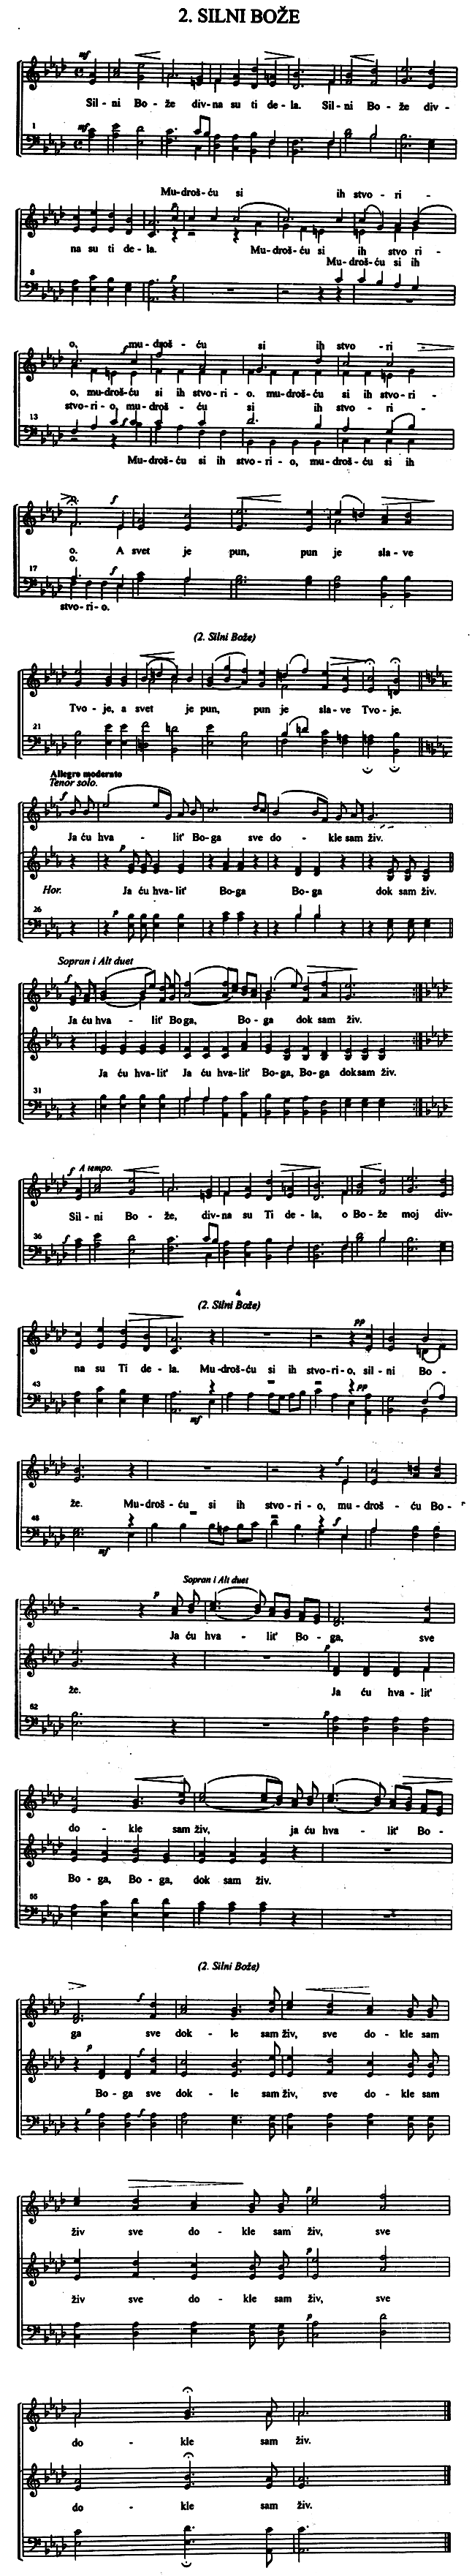 2. SILNI BOŽE
mf
Sil - ni Bo - že div - na su ti de - la. Sil - ni Bo - že div -
1
mf
Mu-droš-ću si ih stvo - ri -
na su ti de - la. Mu-droš-ću si ih stvo ri -
Mu-droš-ću si ih
8
p
o, mu-droš - ću si ih stvo - ri -
f
o, mu-droš-ću si ih stvo-ri-o. mu-droš-ću si ih stvo-ri-
stvo-ri-o, mu-droš - ću si ih stvo - ri -
13
f
Mu-droš-ću si ih stvo-ri-o, mu-droš-ću si ih
f
o. A svet je pun, pun je sla - ve
o.
17
f
stvo-ri-o.
(2. Silni Bože)
Tvo - je, a svet je pun, pun je sla - ve Tvo - je.
21
Allegro moderato
Tenor solo.
f
Ja ću hva - lit' Bo-ga sve do - kle sam živ.
p
Hor. Ja ću hva-lit' Bo-ga Bo-ga dok sam živ.
26
p
Sopran i Alt duet
f
Ja ću hva - lit' Boga, Bo - ga dok sam živ.
Ja ću hva-lit' Ja ću hva-lit' Bo-ga, Bo-ga doksam živ.
31
f A tempo.
Sil - ni Bo - že, div-na su Ti de - la, o Bo - že moj div-
36
f
4
(2. Silni Bože)
pp
na su Ti de - la. Mu-droš-ću si ih stvo-ri-o, sil - ni Bo -
43
mf
pp
f
že. Mu-droš - ću si ih stvo - ri - o, mu - droš - ću Bo -
48
mf
f
Sopran i Alt duet
p
Ja ću hva - lit' Bo - ga, sve
p
že. Ja ću hva - lit'
52
p
do - kle sam živ, ja ću hva - lit' Bo -
Bo - ga, Bo - ga, dok sam živ.
55
(2. Silni Bože)
f
ga sve dok - le sam živ, sve do - kle sam
p f
Bo - ga sve dok - le sam živ, sve do - kle sam
p f
p
živ sve do - kle sam živ, sve
p
živ sve do - kle sam živ, sve
p
do - kle sam živ.
do - kle sam živ.